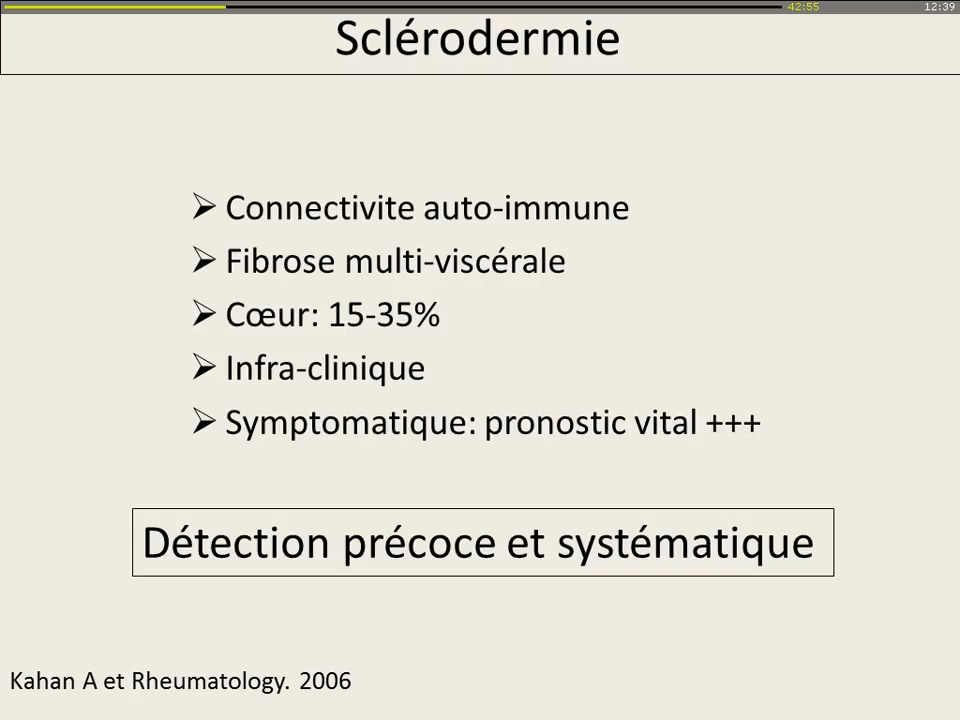 42:55
12:39
Sclérodermie
Connectivite auto-immune
Fibrose multi-viscérale
Cœur: 15-35%
Infra-clinique
Symptomatique: pronostic vital +++
Détection précoce et systématique
Kahan A et Rheumatology. 2006